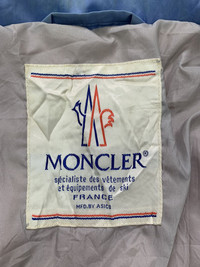 MONCLER
spécialiste des vêtements
et équipements de ski
FRANCE
MFD. BY ASICS